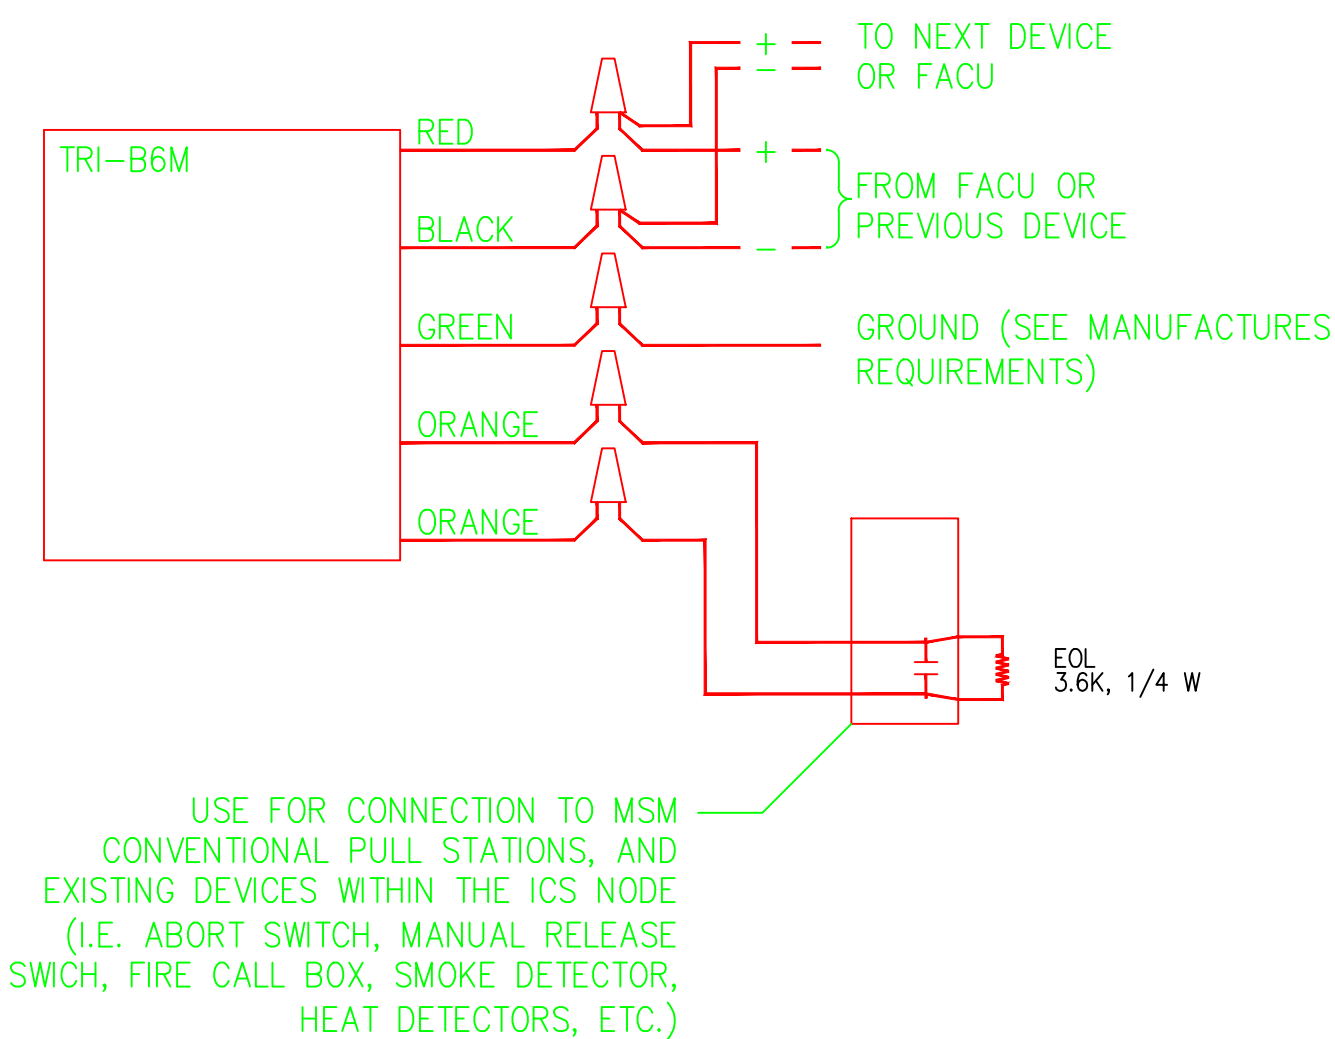 TO NEXT DEVICE
OR FACU
+
-
RED
TRI-B6M
+
FROM FACU OR
PREVIOUS DEVICE
BLACK
-
GREEN
GROUND (SEE MANUFACTURES
REQUIREMENTS)
ORANGE
ORANGE
EOL
3.6K, 1/4 W
USE FOR CONNECTION TO MSM
CONVENTIONAL PULL STATIONS, AND
EXISTING DEVICES WITHIN THE ICS NODE
(I.E. ABORT SWITCH, MANUAL RELEASE
SWICH, FIRE CALL BOX, SMOKE DETECTOR,
HEAT DETECTORS, ETC.)